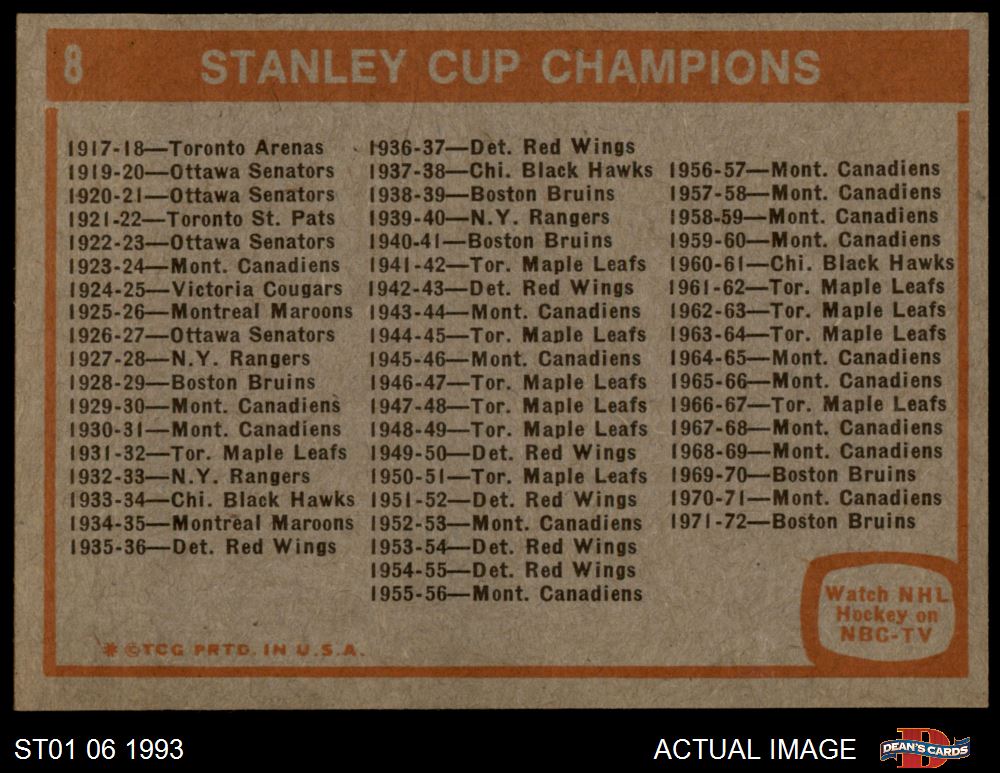 8
STANLEY CUP CHAMPIONS
1917-18—Toronto Arenas
1919-20—Ottawa Senators
1920-21—Ottawa Senators
1921-22—Toronto St. Pats
1922-23—Ottawa Senators
1923-24—Mont. Canadiens
1924-25—Victoria Cougars
1925-26—Montreal Maroons
1926-27—Ottawa Senators
1927-28—N.Y. Rangers
1928-29—Boston Bruins
1929-30—Mont. Canadiens
1930-31—Mont. Canadiens
1931-32—Tor. Maple Leafs
1932-33—N.Y. Rangers
1933-34—Chi. Black Hawks
1934-35—Montreal Maroons
1935-36—Det. Red Wings
1936-37—Det. Red Wings
1937-38—Chi. Black Hawks
1938-39—Boston Bruins
1939-40—N.Y. Rangers
1940-41—Boston Bruins
1941-42—Tor. Maple Leafs
1942-43—Det. Red Wings
1943-44—Mont. Canadiens
1944-45—Tor. Maple Leafs
1945-46—Mont. Canadiens
1946-47—Tor. Maple Leafs
1947-48—Tor. Maple Leafs
1948-49—Tor. Maple Leafs
1949-50—Det. Red Wings
1950-51—Tor. Maple Leafs
1951-52—Det. Red Wings
1952-53—Mont. Canadiens
1953-54—Det. Red Wings
1954-55—Det. Red Wings
1955-56—Mont. Canadiens
1956-57—Mont. Canadiens
1957-58—Mont. Canadiens
1958-59—Mont. Canadiens
1959-60—Mont. Canadiens
1960-61—Chi. Black Hawks
1961-62—Tor. Maple Leafs
1962-63—Tor. Maple Leafs
1963-64—Tor. Maple Leafs
1964-65—Mont. Canadiens
1965-66—Mont. Canadiens
1966-67—Tor. Maple Leafs
1967-68—Mont. Canadiens
1968-69—Mont. Canadiens
1969-70—Boston Bruins
1970-71—Mont. Canadiens
1971-72—Boston Bruins
Watch NHL
Hockey on
NBC-TV
* ©TCG PRTD. IN U.S.A.
ST01 06 1993
ACTUAL IMAGE
D
DEAN'S CARDS